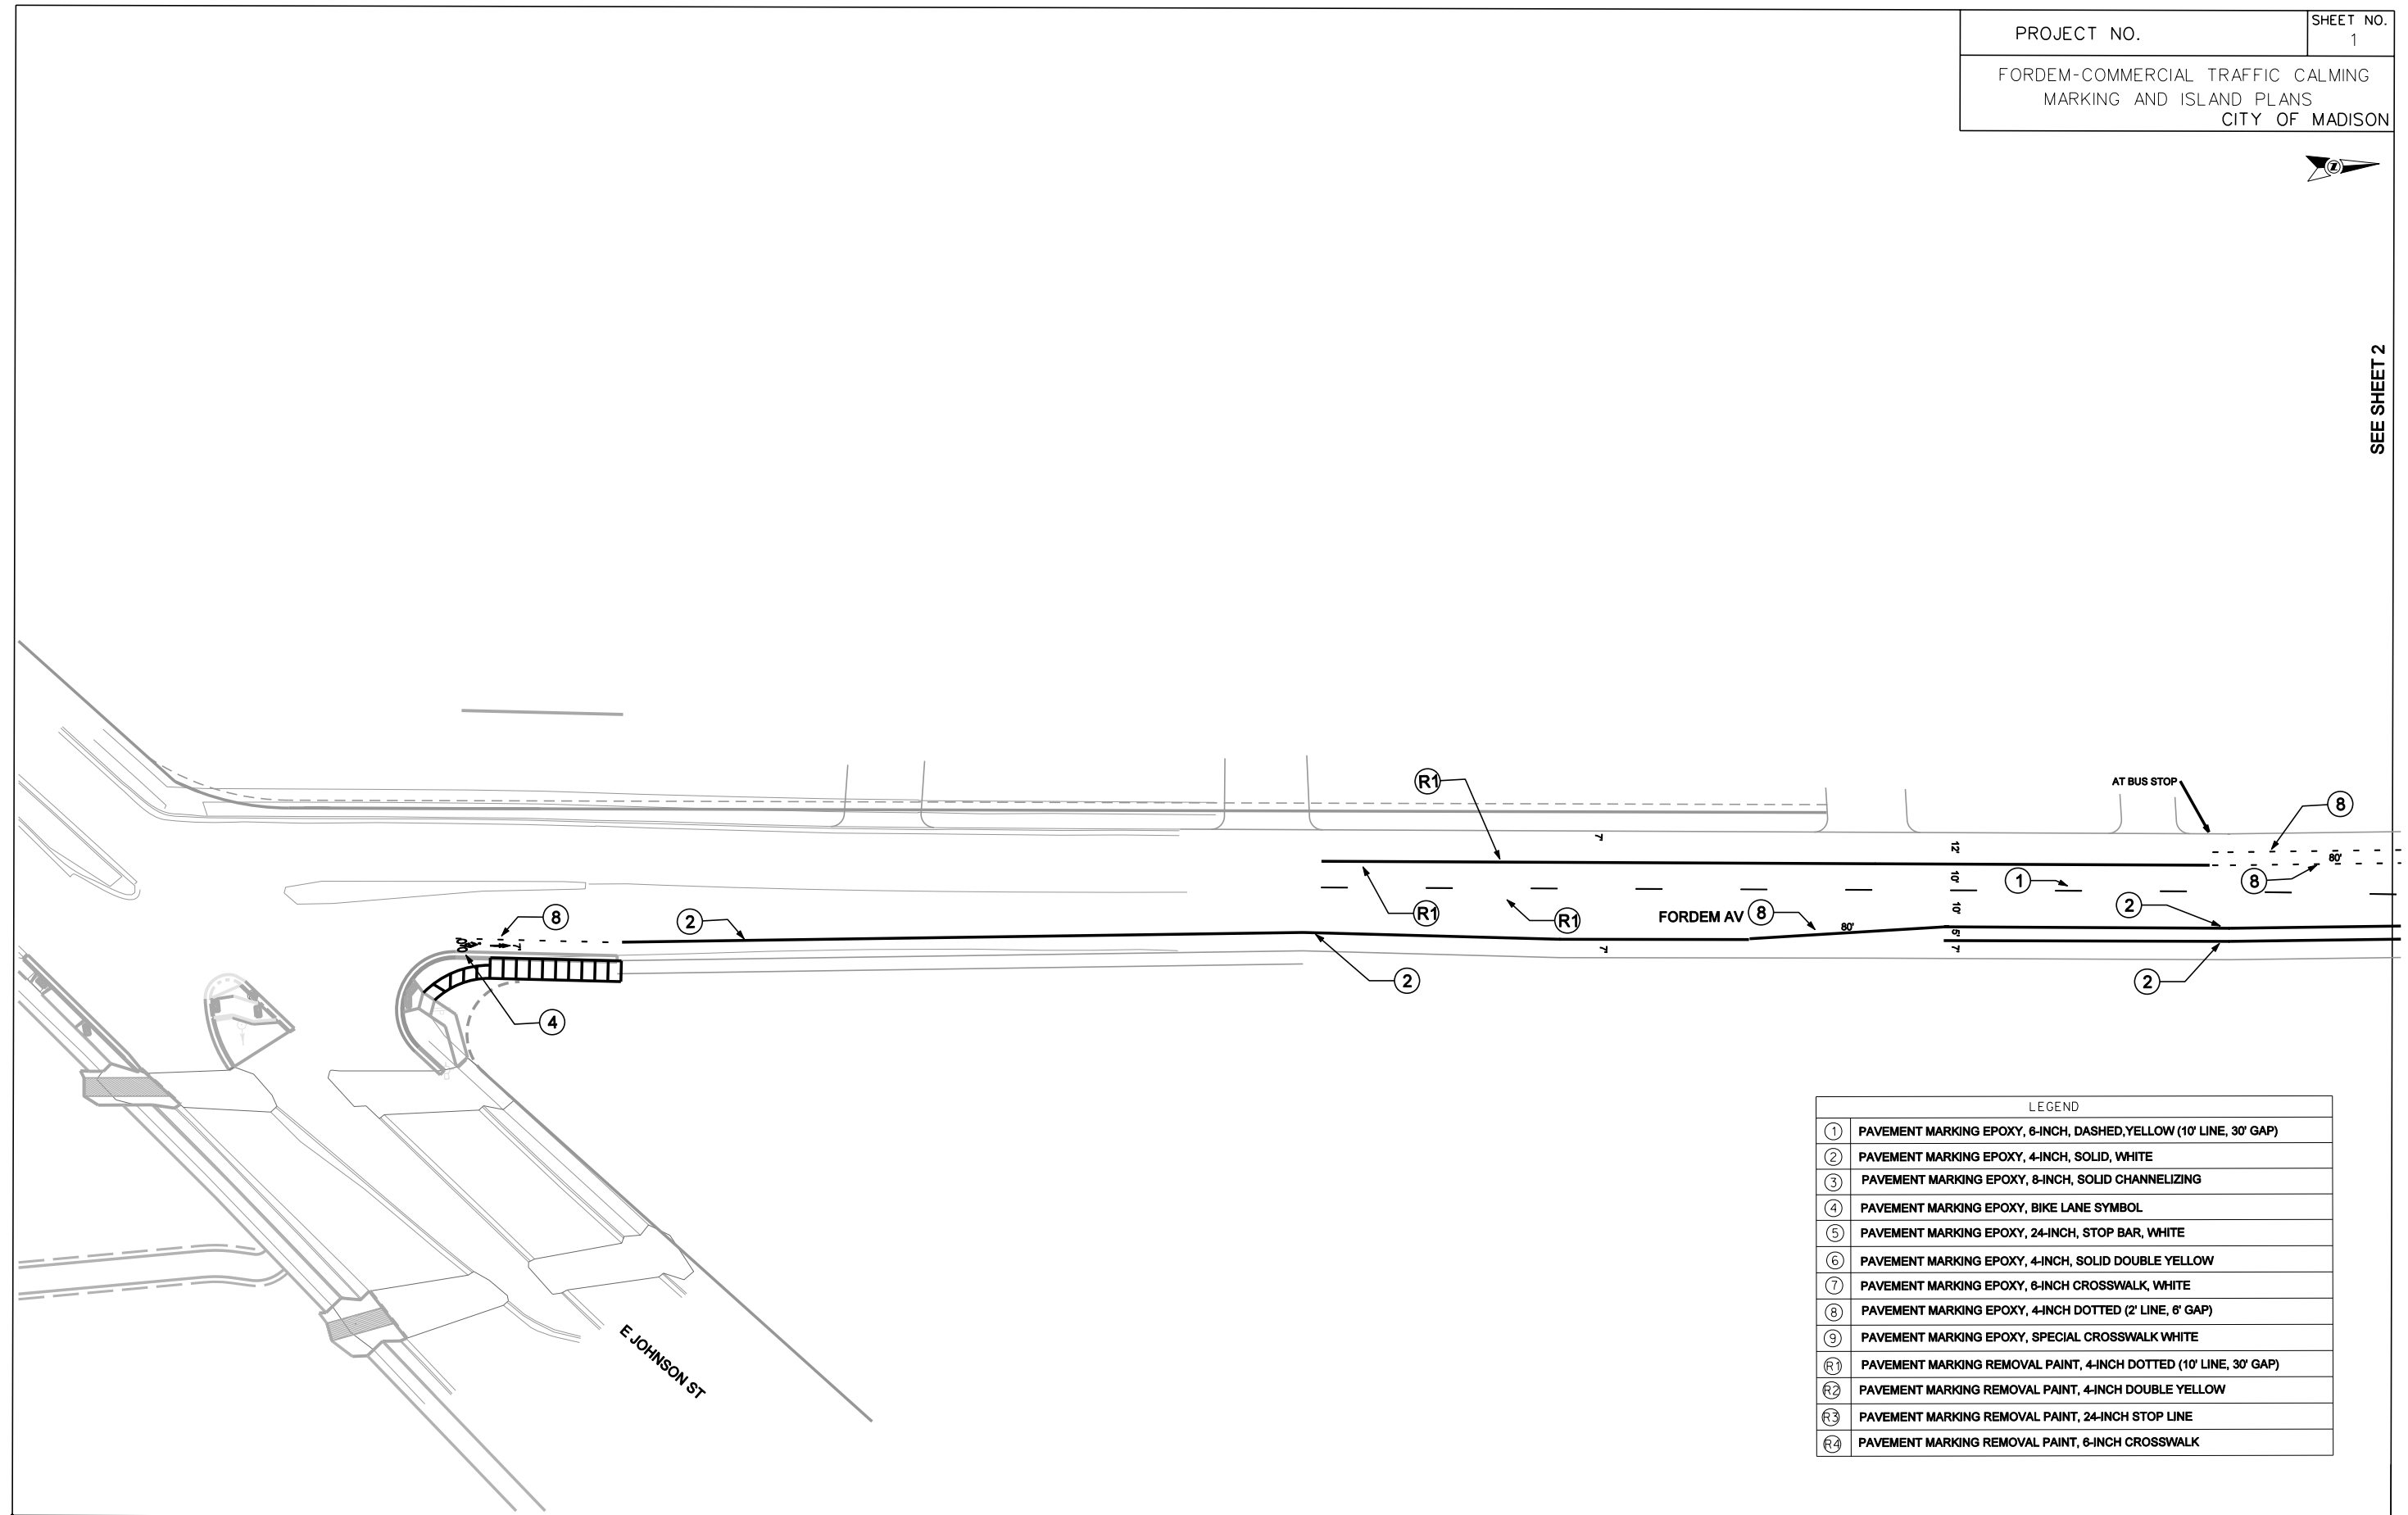 PROJECT NO.
SHEET NO.
1
FORDEM-COMMERCIAL TRAFFIC CALMING
MARKING AND ISLAND PLANS
CITY OF MADISON
SEE SHEET 2
R1
AT BUS STOP
8
7'
12'
80'
10'
1
8
R1
R1
FORDEM AV
8
10'
2
8
2
80'
5'
7'
7'
7'
2
2
4
E JOHNSON ST
LEGEND
1 PAVEMENT MARKING EPOXY, 6-INCH, DASHED,YELLOW (10' LINE, 30' GAP)
2 PAVEMENT MARKING EPOXY, 4-INCH, SOLID, WHITE
3 PAVEMENT MARKING EPOXY, 8-INCH, SOLID CHANNELIZING
4 PAVEMENT MARKING EPOXY, BIKE LANE SYMBOL
5 PAVEMENT MARKING EPOXY, 24-INCH, STOP BAR, WHITE
6 PAVEMENT MARKING EPOXY, 4-INCH, SOLID DOUBLE YELLOW
7 PAVEMENT MARKING EPOXY, 6-INCH CROSSWALK, WHITE
8 PAVEMENT MARKING EPOXY, 4-INCH DOTTED (2' LINE, 6' GAP)
9 PAVEMENT MARKING EPOXY, SPECIAL CROSSWALK WHITE
R1 PAVEMENT MARKING REMOVAL PAINT, 4-INCH DOTTED (10' LINE, 30' GAP)
R2 PAVEMENT MARKING REMOVAL PAINT, 4-INCH DOUBLE YELLOW
R3 PAVEMENT MARKING REMOVAL PAINT, 24-INCH STOP LINE
R4 PAVEMENT MARKING REMOVAL PAINT, 6-INCH CROSSWALK